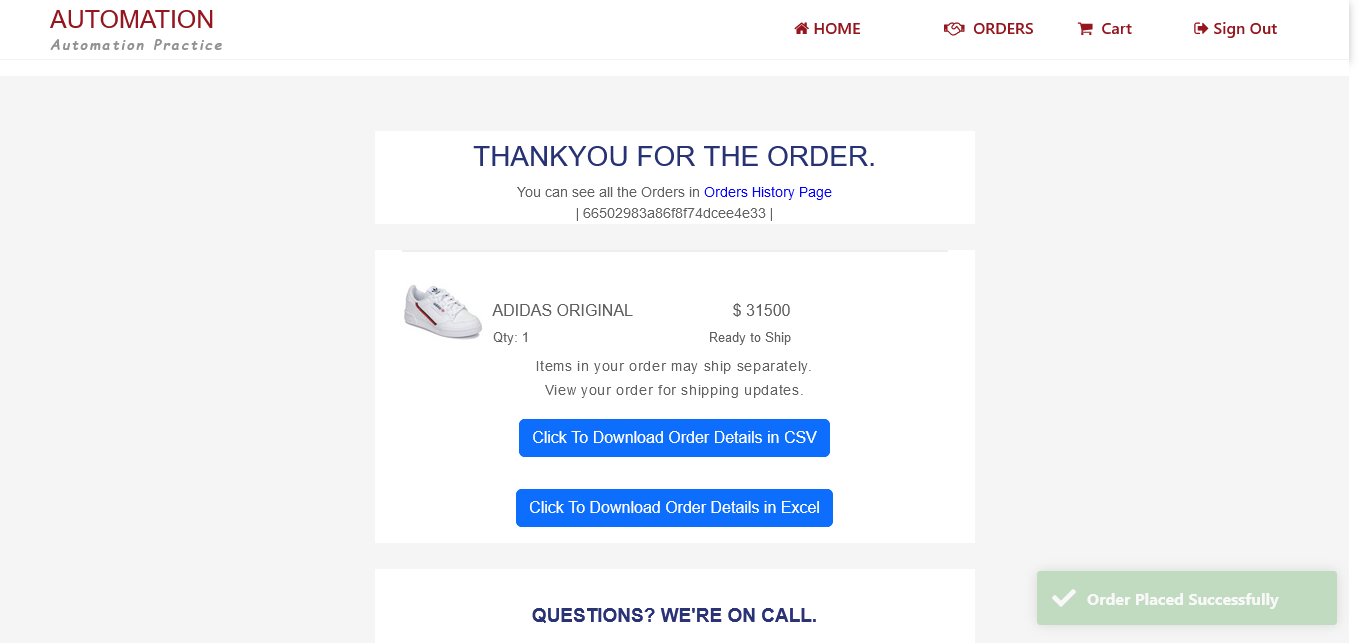 AUTOMATION
Automation Practice
HOME
ORDERS
Cart
Sign Out
THANKYOU FOR THE ORDER.
You can see all the Orders in Orders History Page
| 66502983a86f8f74dcee4e33 |
ADIDAS ORIGINAL
$ 31500
Qty: 1
Ready to Ship
Items in your order may ship separately.
View your order for shipping updates.
Click To Download Order Details in CSV
Click To Download Order Details in Excel
QUESTIONS? WE'RE ON CALL.
Order Placed Successfully